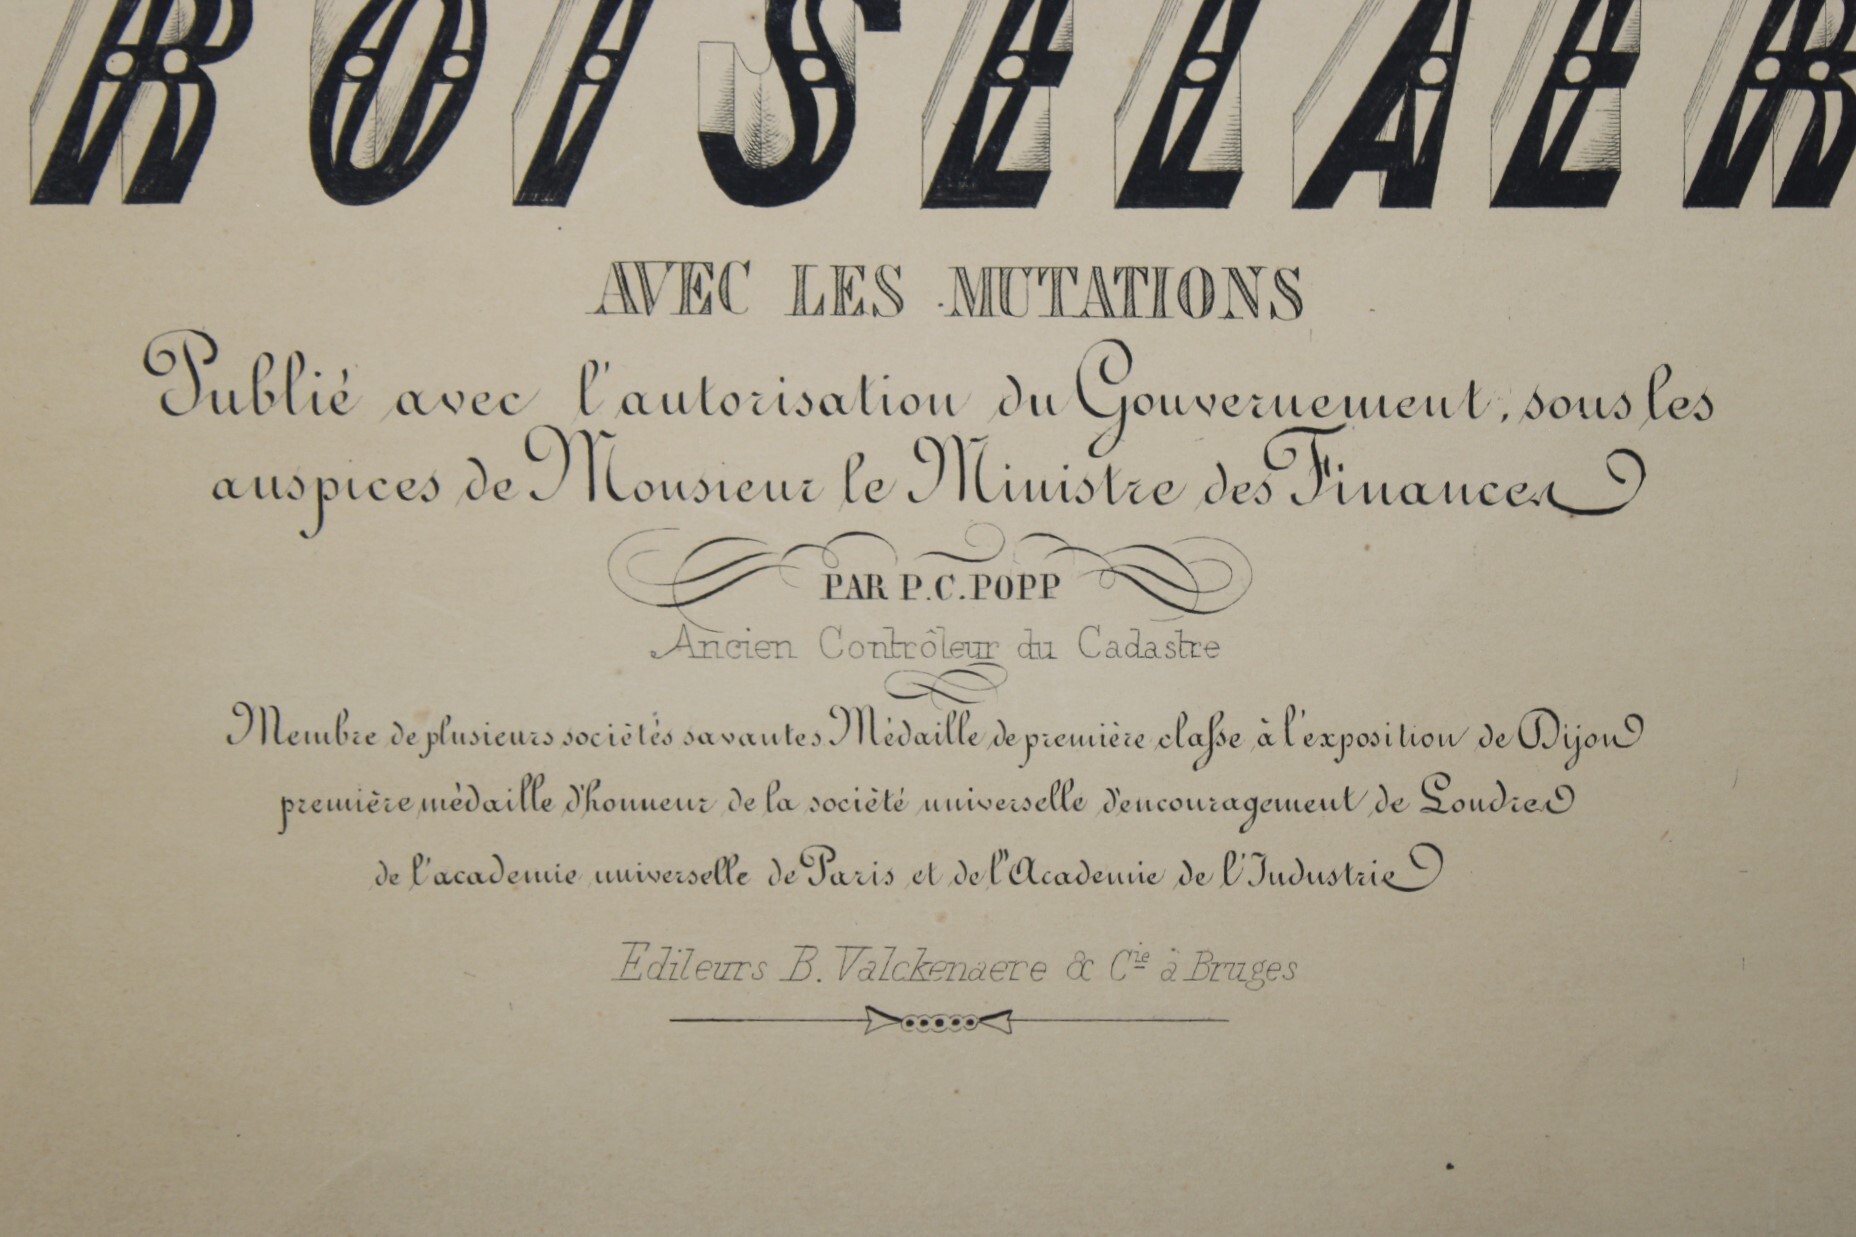 ROISELAER
AVEC LES MUTATIONS
Publié avec l'autorisation du Gouvernement, sous les
auspices de Monsieur le Ministre des Finances
PAR P. C. POPP
Ancien Contrôleur du Cadastre
Membre de plusieurs sociétés savantes Médaille de première classe à l'exposition de Dijon
première médaille d'honneur de la société universelle d'encouragement de Londres
de l'academie universelle de Paris et de l'Academie de l'Industrie
Editeurs B. Valckenaere & Cie à Bruges